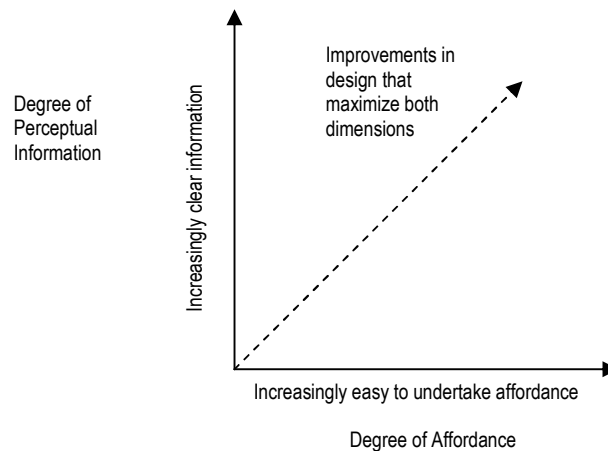 Improvements in
design that
maximize both
dimensions
Degree of
Perceptual
Information
Increasingly clear information
Increasingly easy to undertake affordance
Degree of Affordance